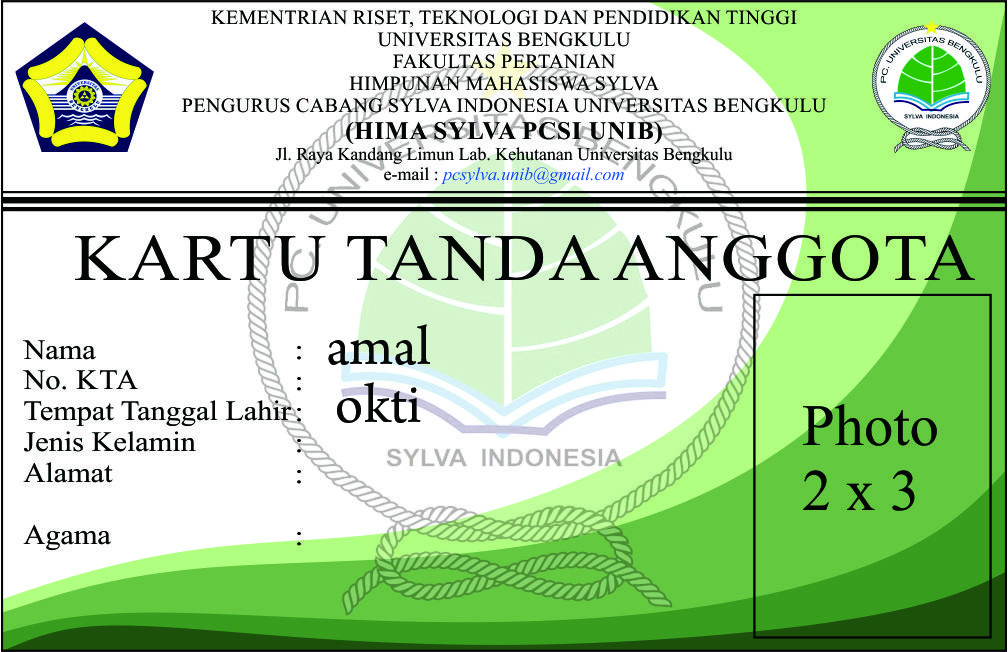 KEMENTRIAN RISET, TEKNOLOGI DAN PENDIDIKAN TINGGI
UNIVERSITAS BENGKULU
FAKULTAS PERTANIAN
HIMPUNAN MAHASISWA SYLVA
PENGURUS CABANG SYLVA INDONESIA UNIVERSITAS BENGKULU
(HIMA SYLVA PCSI UNIB)
Jl. Raya Kandang Limun Lab. Kehutanan Universitas Bengkulu
e-mail : pcsylva.unib@gmail.com
UNIVERSITAS BENGKULU
PC. UNIVERSITAS BENGKULU
SYLVA INDONESIA
KARTU TANDA ANGGOTA
PC. UNIVERSITAS BENGKULU
Nama : amal
No. KTA :
Tempat Tanggal Lahir : okti
Jenis Kelamin :
Alamat :
Agama :
SYLVA INDONESIA
Photo
2 x 3